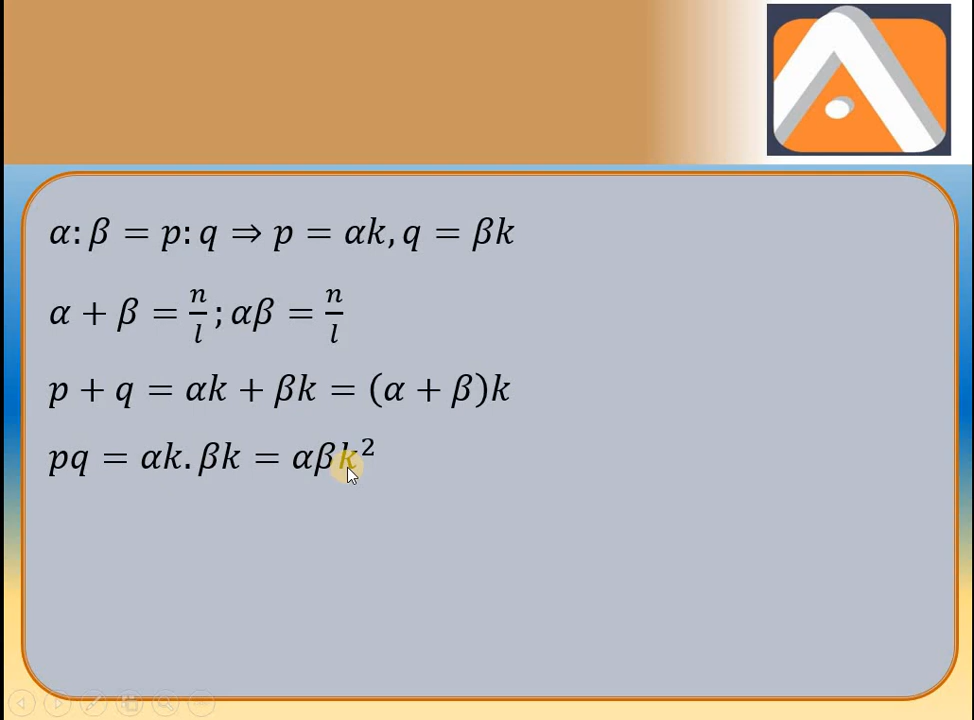 α: β = p: q ⇒ p = αk, q = βk
α + β = n/l ; αβ = n/l
p + q = αk + βk = (α + β)k
pq = αk. βk = αβk²